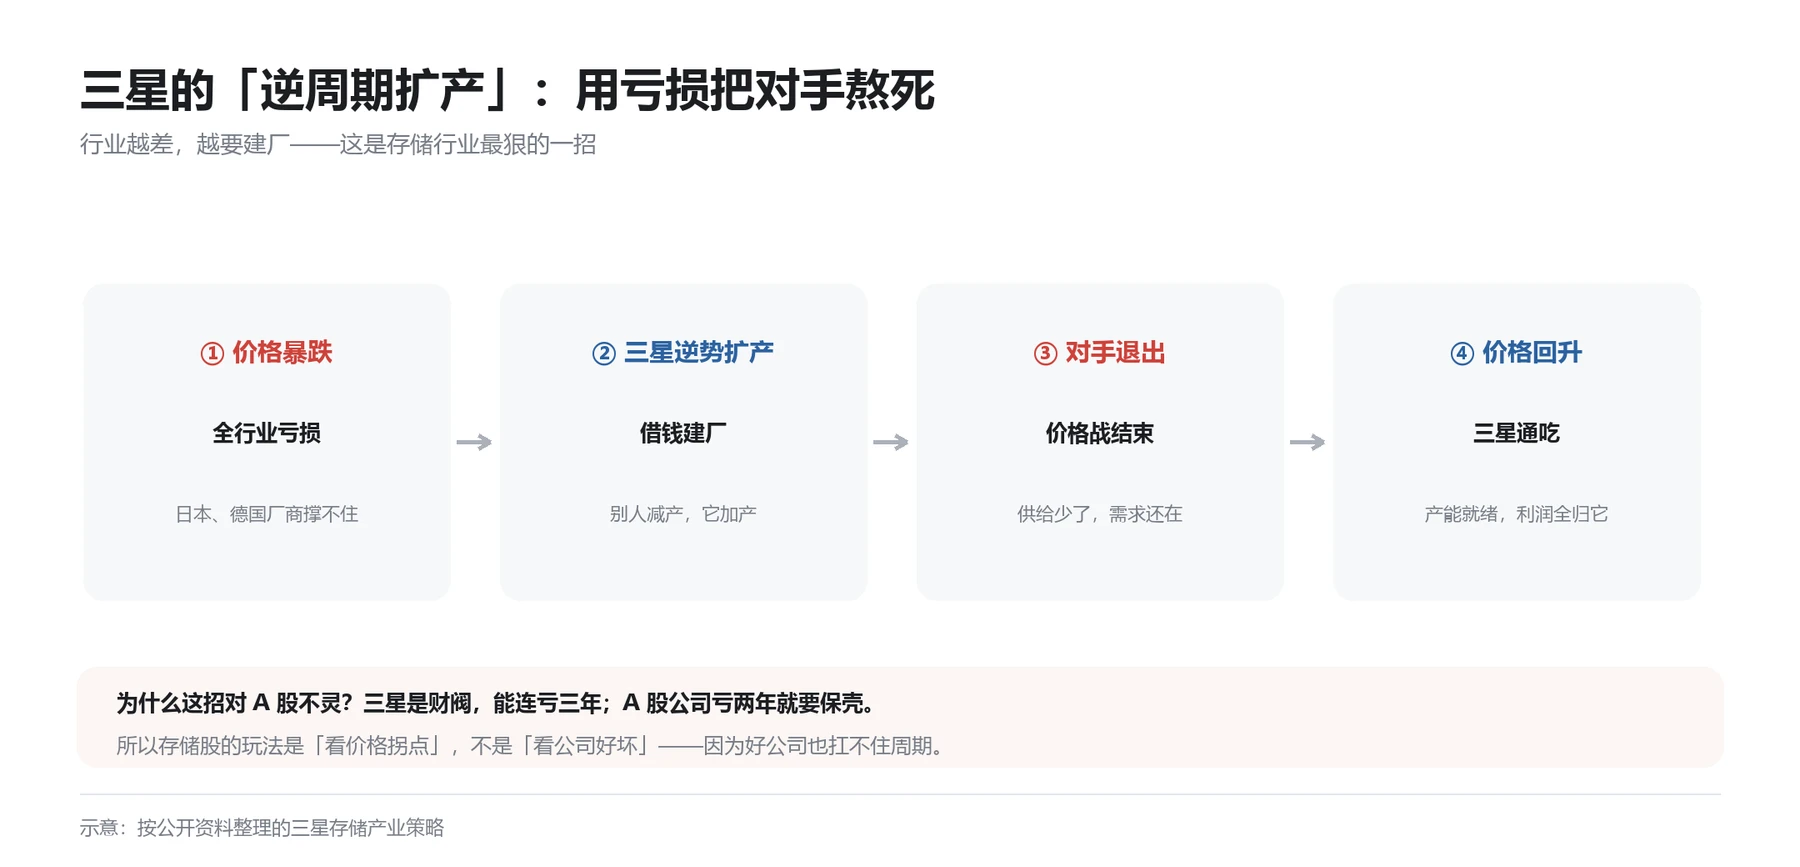 三星的「逆周期扩产」：用亏损把对手熬死
行业越差，越要建厂——这是存储行业最狠的一招
① 价格暴跌
全行业亏损
日本、德国厂商撑不住
② 三星逆势扩产
借钱建厂
别人减产，它加产
③ 对手退出
价格战结束
供给少了，需求还在
④ 价格回升
三星通吃
产能就绪，利润全归它
为什么这招对 A 股不灵？三星是财阀，能连亏三年；A 股公司亏两年就要保壳。
所以存储股的玩法是「看价格拐点」，不是「看公司好坏」——因为好公司也扛不住周期。
示意：按公开资料整理的三星存储产业策略